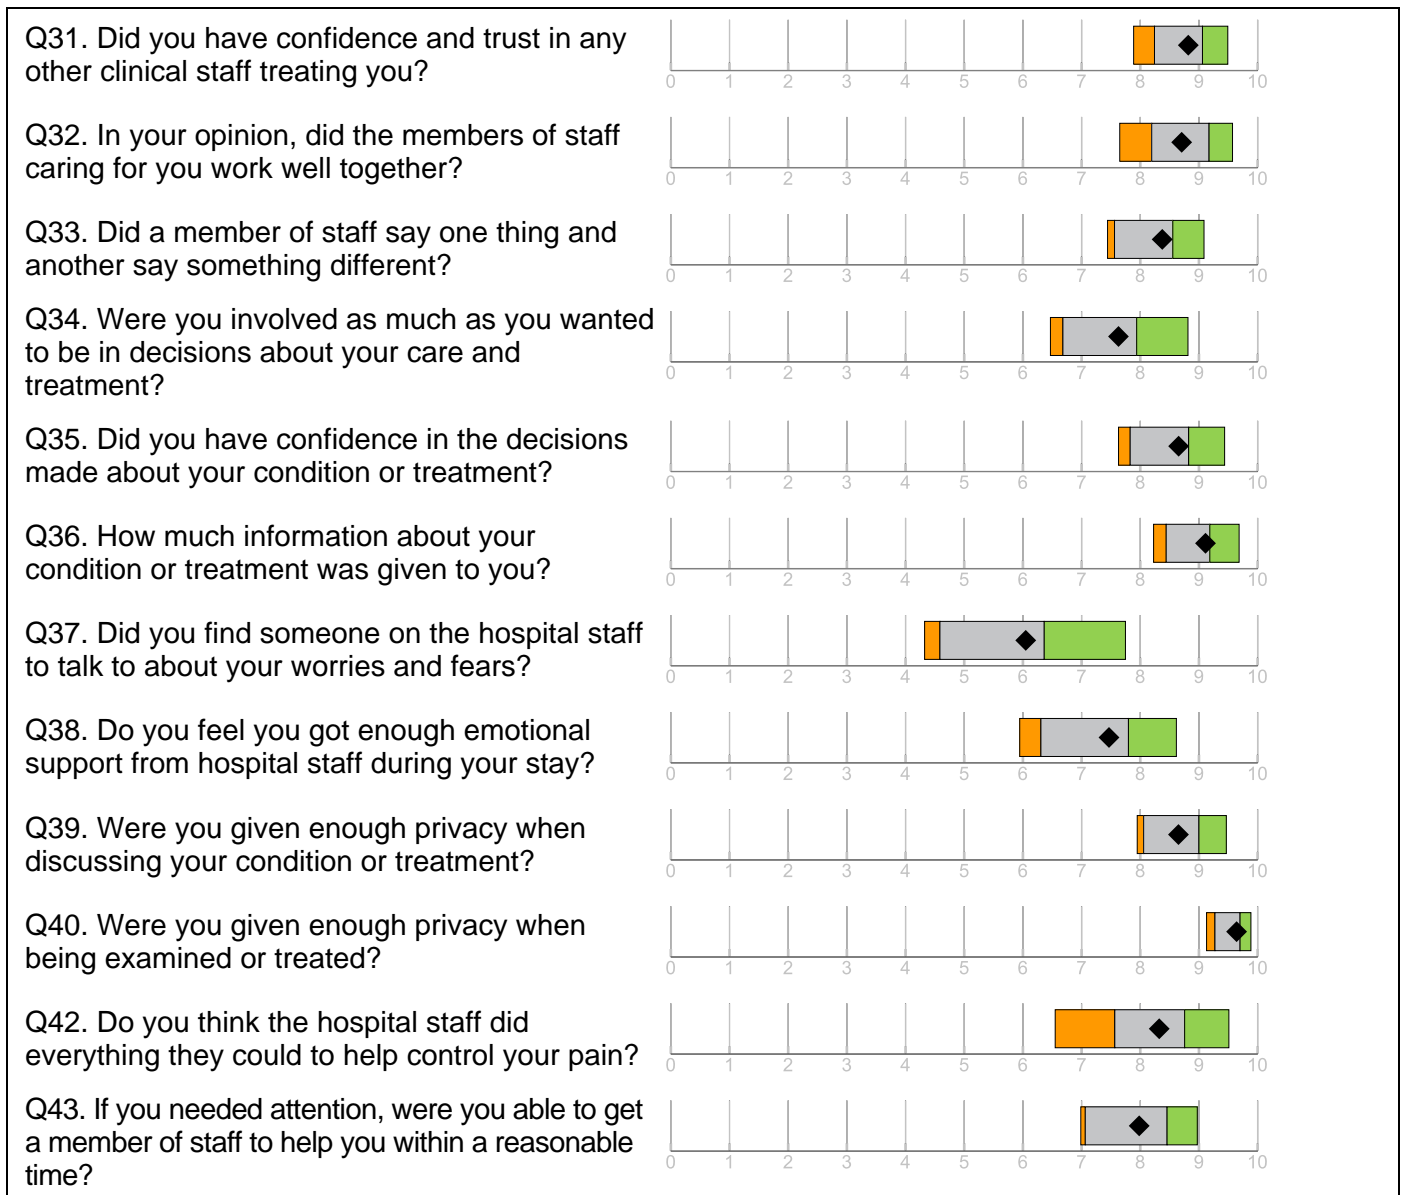 Q31. Did you have confidence and trust in any
other clinical staff treating you?
0 1 2 3 4 5 6 7 8 9 10
Q32. In your opinion, did the members of staff
caring for you work well together?
0 1 2 3 4 5 6 7 8 9 10
Q33. Did a member of staff say one thing and
another say something different?
0 1 2 3 4 5 6 7 8 9 10
Q34. Were you involved as much as you wanted
to be in decisions about your care and
treatment?
0 1 2 3 4 5 6 7 8 9 10
Q35. Did you have confidence in the decisions
made about your condition or treatment?
0 1 2 3 4 5 6 7 8 9 10
Q36. How much information about your
condition or treatment was given to you?
0 1 2 3 4 5 6 7 8 9 10
Q37. Did you find someone on the hospital staff
to talk to about your worries and fears?
0 1 2 3 4 5 6 7 8 9 10
Q38. Do you feel you got enough emotional
support from hospital staff during your stay?
0 1 2 3 4 5 6 7 8 9 10
Q39. Were you given enough privacy when
discussing your condition or treatment?
0 1 2 3 4 5 6 7 8 9 10
Q40. Were you given enough privacy when
being examined or treated?
0 1 2 3 4 5 6 7 8 9 10
Q42. Do you think the hospital staff did
everything they could to help control your pain?
0 1 2 3 4 5 6 7 8 9 10
Q43. If you needed attention, were you able to get
a member of staff to help you within a reasonable
time?
0 1 2 3 4 5 6 7 8 9 10